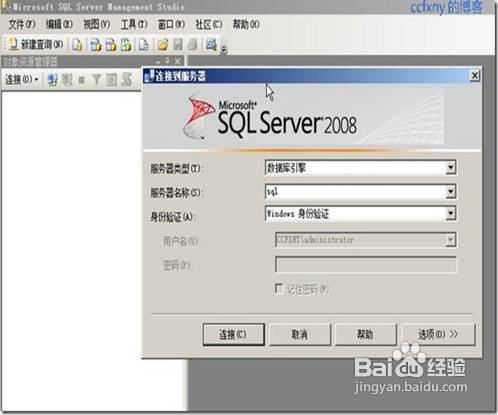 Microsoft SQL Server Management Studio
ccfxny 的博客
文件(F) 编辑(E) 视图(V) 工具(T) 窗口(W) 社区(C) 帮助(H)
新建查询(N)
对象资源管理器
连接(O)
连接到服务器
Microsoft
SQL Server 2008
服务器类型(T):
数据库引擎
服务器名称(S):
sql
身份验证(A):
Windows 身份验证
用户名(U):
CCFXNY\administrator
密码(P):
记住密码(M)
连接(C) 取消 帮助 选项(O) >>
Baidu 经验
jingyan.baidu.com